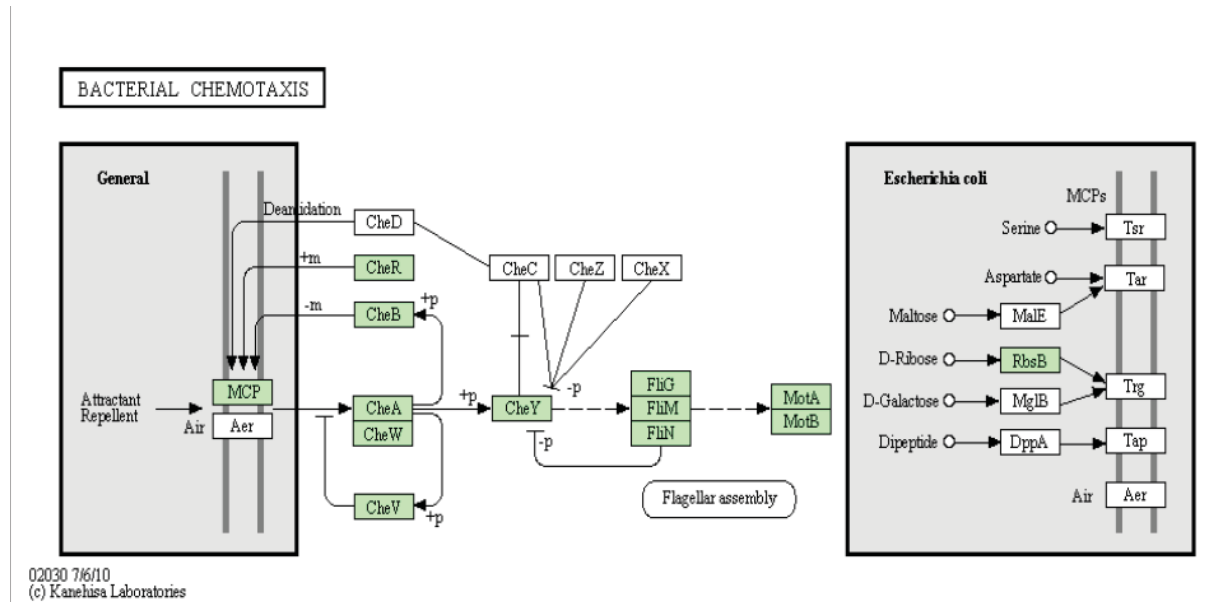 BACTERIAL CHEMOTAXIS
General
Deamidation
CheD
+m
CheR
-m
CheB
+p
CheC
CheZ
CheX
-p
MCP
Attractant
Repellent
Air
Aer
CheA
CheW
+p
CheY
-p
FliG
FliM
FliN
MotA
MotB
CheV
+p
Flagellar assembly
Escherichia coli
MCPs
Serine
Tsr
Aspartate
Tar
Maltose
MalE
D-Ribose
RbsB
Trg
D-Galactose
MglB
Dipeptide
DppA
Tap
Air
Aer
02030 7/6/10
(c) Kanehisa Laboratories